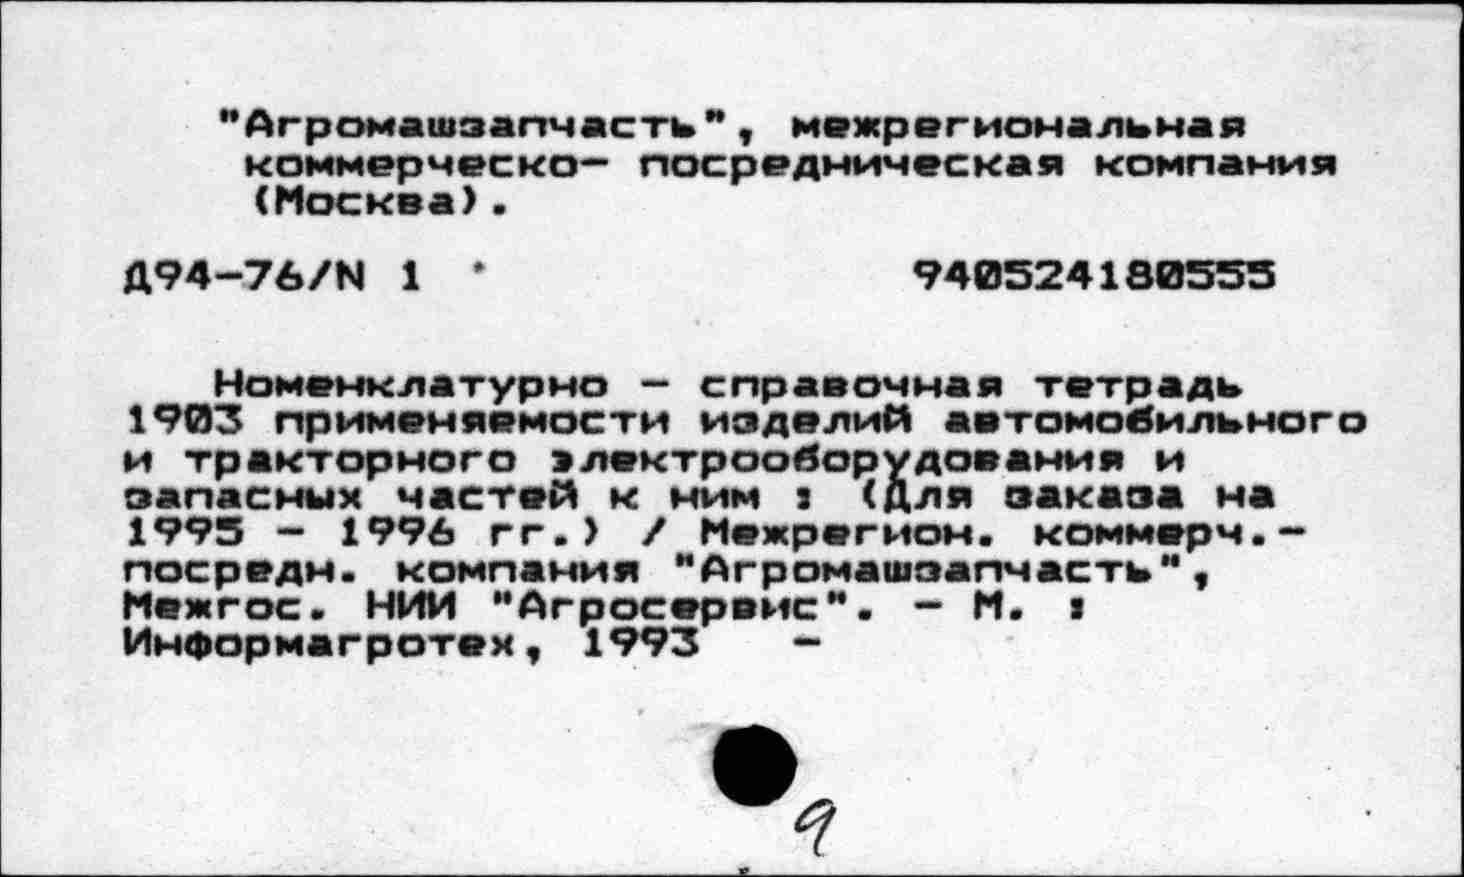 "Агромашзапчасть", межрегиональная
коммерческо- посредническая компания
(Москва).
Д94-76/N 1
940524180555
Номенклатурно - справочная тетрадь
1903 применяемости изделий автомобильного
и тракторного электрооборудования и
запасных частей к ним : (Для заказа на
1995 - 1996 гг.) / Межрегион. коммерч.-
посредн. компания "Агромашзапчасть",
Межгос. НИИ "Агросервис". - М. :
Информагротех, 1993 -
9